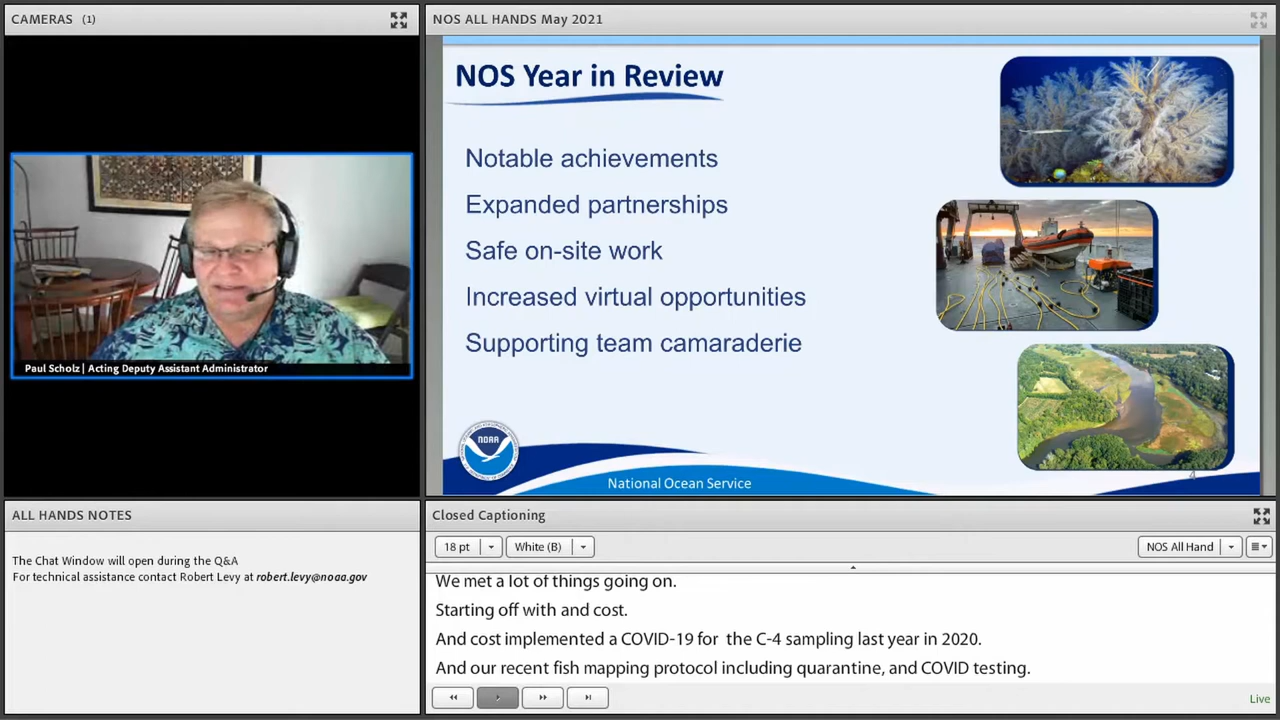 CAMERAS (1)
Paul Scholz | Acting Deputy Assistant Administrator
NOS ALL HANDS May 2021
NOS Year in Review
Notable achievements
Expanded partnerships
Safe on-site work
Increased virtual opportunities
Supporting team camaraderie
NOAA
National Ocean Service
4
ALL HANDS NOTES
The Chat Window will open during the Q&A
For technical assistance contact Robert Levy at robert.levy@noaa.gov
Closed Captioning
18 pt White (B) NOS All Hand
We met a lot of things going on.
Starting off with and cost.
And cost implemented a COVID-19 for the C-4 sampling last year in 2020.
And our recent fish mapping protocol including quarantine, and COVID testing.
Live